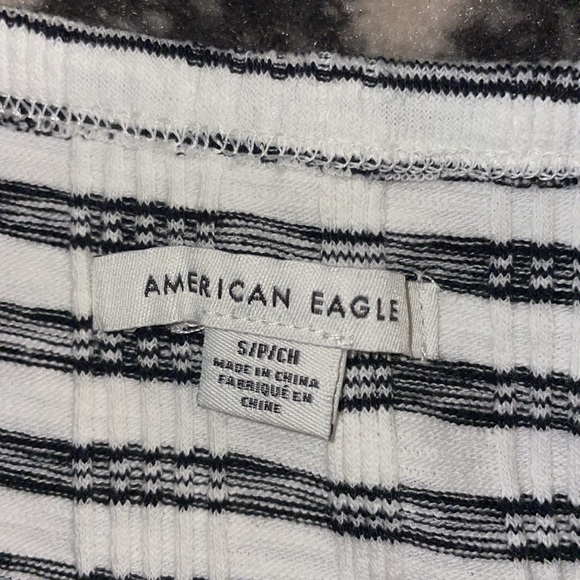 AMERICAN EAGLE
S/P/CH
MADE IN CHINA
FABRIQUÉ EN
CHINE